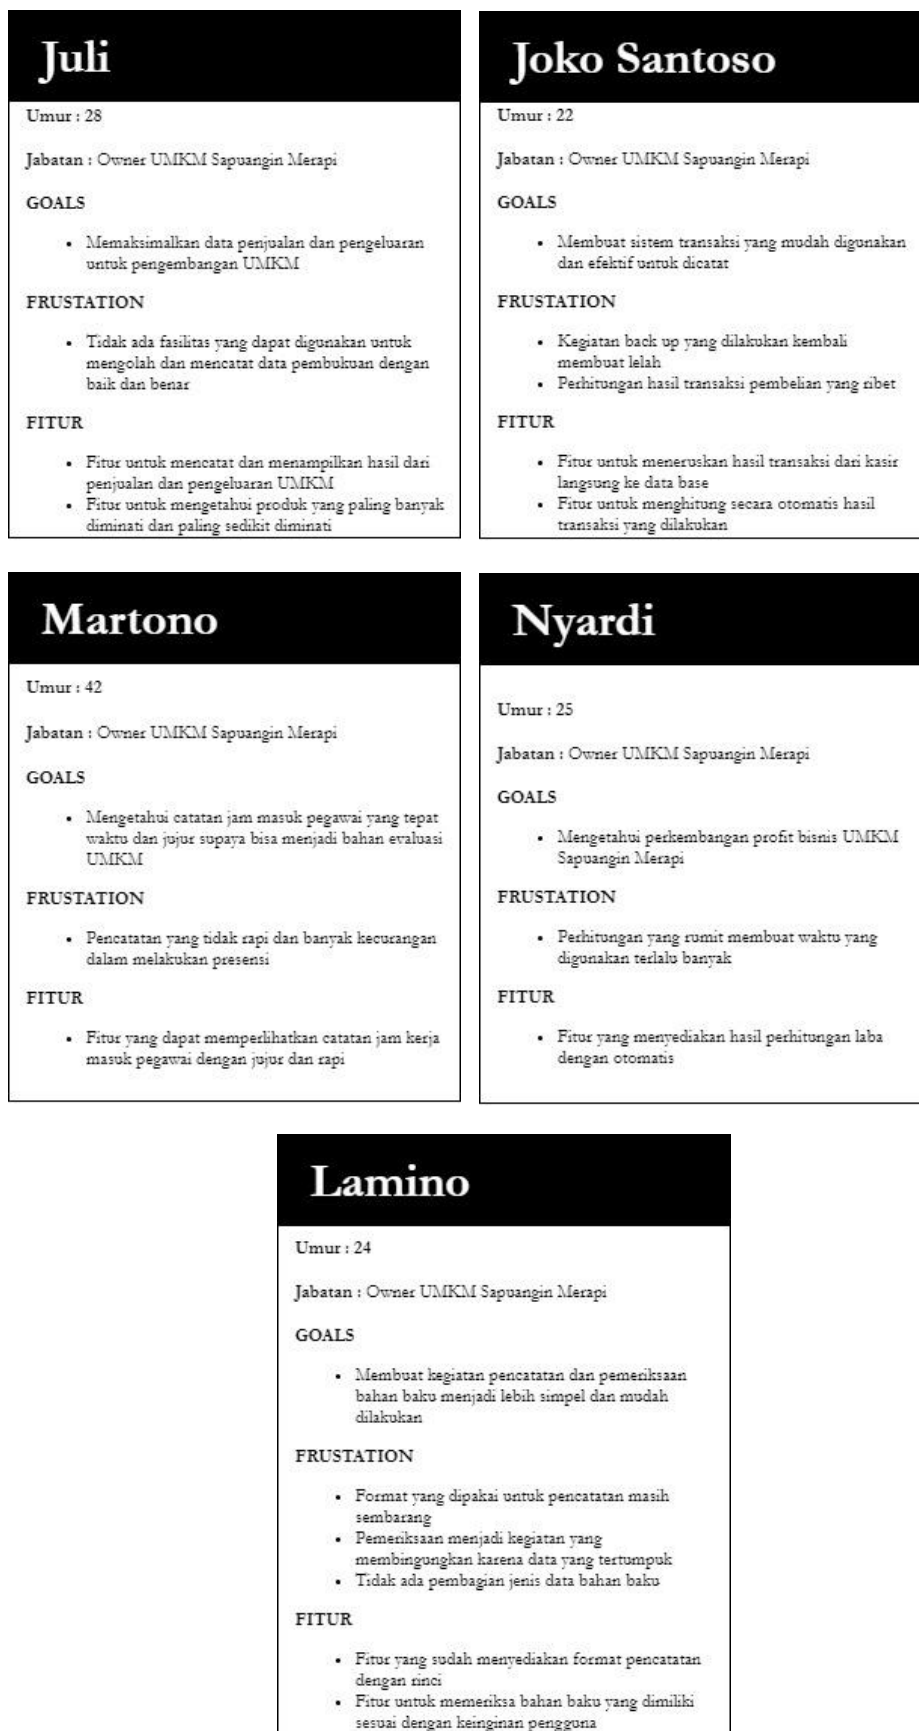 Juli
Umur : 28
Jabatan : Owner UMKM Sapuangin Merapi
GOALS
• Memaksimalkan data penjualan dan pengeluaran
untuk pengembangan UMKM
FRUSTATION
• Tidak ada fasilitas yang dapat digunakan untuk
mengolah dan mencatat data pembukuan dengan
baik dan benar
FITUR
• Fitur untuk mencatat dan menampilkan hasil dari
penjualan dan pengeluaran UMKM
• Fitur untuk mengetahui produk yang paling banyak
diminati dan paling sedikit diminati
Joko Santoso
Umur : 22
Jabatan : Owner UMKM Sapuangin Merapi
GOALS
• Membuat sistem transaksi yang mudah digunakan
dan efektif untuk dicatat
FRUSTATION
• Kegiatan back up yang dilakukan kembali
membuat lelah
• Perhitungan hasil transaksi pembelian yang ribet
FITUR
• Fitur untuk meneruskan hasil transaksi dari kasir
langsung ke data base
• Fitur untuk menghitung secara otomatis hasil
transaksi yang dilakukan
Martono
Umur : 42
Jabatan : Owner UMKM Sapuangin Merapi
GOALS
• Mengetahui catatan jam masuk pegawai yang tepat
waktu dan jujur supaya bisa menjadi bahan evaluasi
UMKM
FRUSTATION
• Pencatatan yang tidak rapi dan banyak kecurangan
dalam melakukan presensi
FITUR
• Fitur yang dapat memperlihatkan catatan jam kerja
masuk pegawai dengan jujur dan rapi
Nyardi
Umur : 25
Jabatan : Owner UMKM Sapuangin Merapi
GOALS
• Mengetahui perkembangan profit bisnis UMKM
Sapuangin Merapi
FRUSTATION
• Perhitungan yang rumit membuat waktu yang
digunakan terlalu banyak
FITUR
• Fitur yang menyediakan hasil perhitungan laba
dengan otomatis
Lamino
Umur : 24
Jabatan : Owner UMKM Sapuangin Merapi
GOALS
• Membuat kegiatan pencatatan dan pemeriksaan
bahan baku menjadi lebih simpel dan mudah
dilakukan
FRUSTATION
• Format yang dipakai untuk pencatatan masih
sembarang
• Pemeriksaan menjadi kegiatan yang
membingungkan karena data yang tertumpuk
• Tidak ada pembagian jenis data bahan baku
FITUR
• Fitur yang sudah menyediakan format pencatatan
dengan rinci
• Fitur untuk memeriksa bahan baku yang dimiliki
sesuai dengan keinginan pengguna